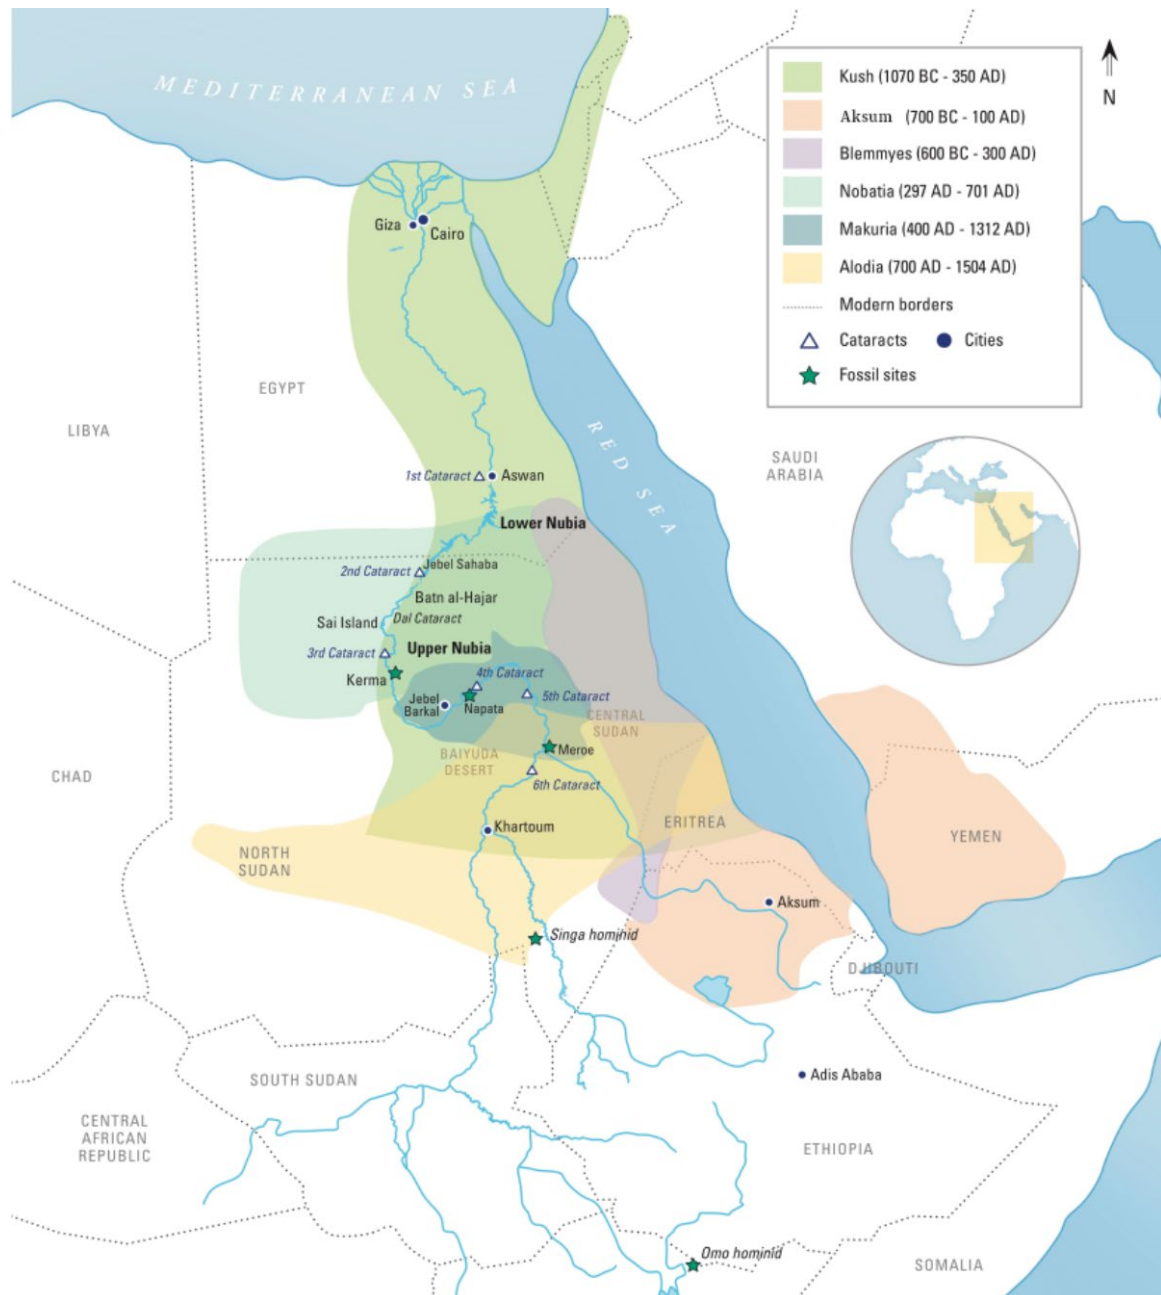 MEDITERRANEAN SEA
Kush (1070 BC - 350 AD)
Aksum (700 BC - 100 AD)
Blemmyes (600 BC - 300 AD)
Nobatia (297 AD - 701 AD)
Makuria (400 AD - 1312 AD)
Alodia (700 AD - 1504 AD)
Modern borders
Cataracts
Cities
Fossil sites
N
Giza
Cairo
EGYPT
LIBYA
RED SEA
SAUDI
ARABIA
1st Cataract
Aswan
Lower Nubia
2nd Cataract
Jebel Sahaba
Batn al-Hajar
Sai Island
Dal Cataract
3rd Cataract
Upper Nubia
Kerma
4th Cataract
Jebel
Barkal
Napata
5th Cataract
CENTRAL
SUDAN
BAIYUDA
DESERT
Meroe
6th Cataract
CHAD
Khartoum
ERITREA
YEMEN
NORTH
SUDAN
Aksum
Singa hominid
DJIBOUTI
SOUTH SUDAN
Adis Ababa
CENTRAL
AFRICAN
REPUBLIC
ETHIOPIA
Omo hominid
SOMALIA